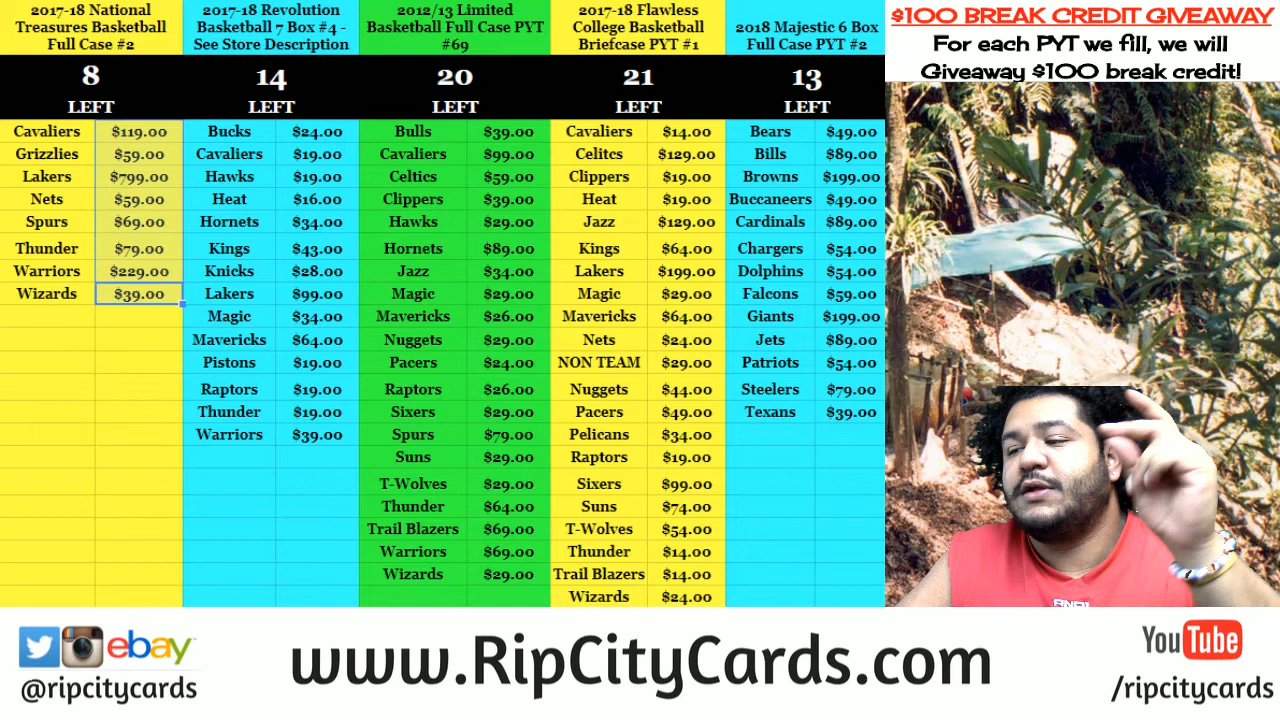 2017-18 National
Treasures Basketball
Full Case #2
8
LEFT
Cavaliers $119.00
Grizzlies $59.00
Lakers $799.00
Nets $59.00
Spurs $69.00
Thunder $79.00
Warriors $229.00
Wizards $39.00
2017-18 Revolution
Basketball 7 Box #4 -
See Store Description
14
LEFT
Bucks $24.00
Cavaliers $19.00
Hawks $19.00
Heat $16.00
Hornets $34.00
Kings $43.00
Knicks $28.00
Lakers $99.00
Magic $34.00
Mavericks $64.00
Pistons $19.00
Raptors $19.00
Thunder $19.00
Warriors $39.00
2012/13 Limited
Basketball Full Case PYT
#69
20
LEFT
Bulls $39.00
Cavaliers $99.00
Celtics $59.00
Clippers $39.00
Hawks $29.00
Hornets $89.00
Jazz $34.00
Magic $29.00
Mavericks $26.00
Nuggets $29.00
Pacers $24.00
Raptors $26.00
Sixers $29.00
Spurs $79.00
Suns $29.00
T-Wolves $29.00
Thunder $64.00
Trail Blazers $69.00
Warriors $69.00
Wizards $29.00
2017-18 Flawless
College Basketball
Briefcase PYT #1
21
LEFT
Cavaliers $14.00
Celitcs $129.00
Clippers $19.00
Heat $19.00
Jazz $129.00
Kings $64.00
Lakers $199.00
Magic $29.00
Mavericks $64.00
Nets $24.00
NON TEAM $29.00
Nuggets $44.00
Pacers $49.00
Pelicans $34.00
Raptors $19.00
Sixers $99.00
Suns $74.00
T-Wolves $54.00
Thunder $14.00
Trail Blazers $14.00
Wizards $24.00
2018 Majestic 6 Box
Full Case PYT #2
13
LEFT
Bears $49.00
Bills $89.00
Browns $199.00
Buccaneers $49.00
Cardinals $89.00
Chargers $54.00
Dolphins $54.00
Falcons $59.00
Giants $199.00
Jets $89.00
Patriots $54.00
Steelers $79.00
Texans $39.00
$100 BREAK CREDIT GIVEAWAY
For each PYT we fill, we will
Giveaway $100 break credit!
AND1
ebay
@ripcitycards
www.RipCityCards.com
YouTube
/ripcitycards